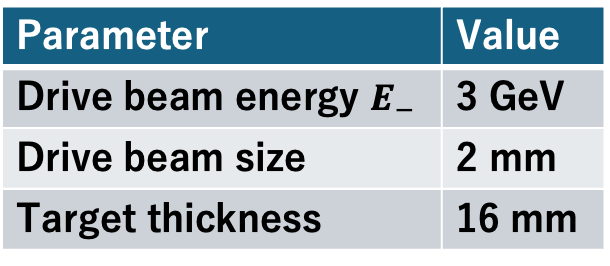 Parameter Value
Drive beam energy E_ 3 GeV
Drive beam size 2 mm
Target thickness 16 mm